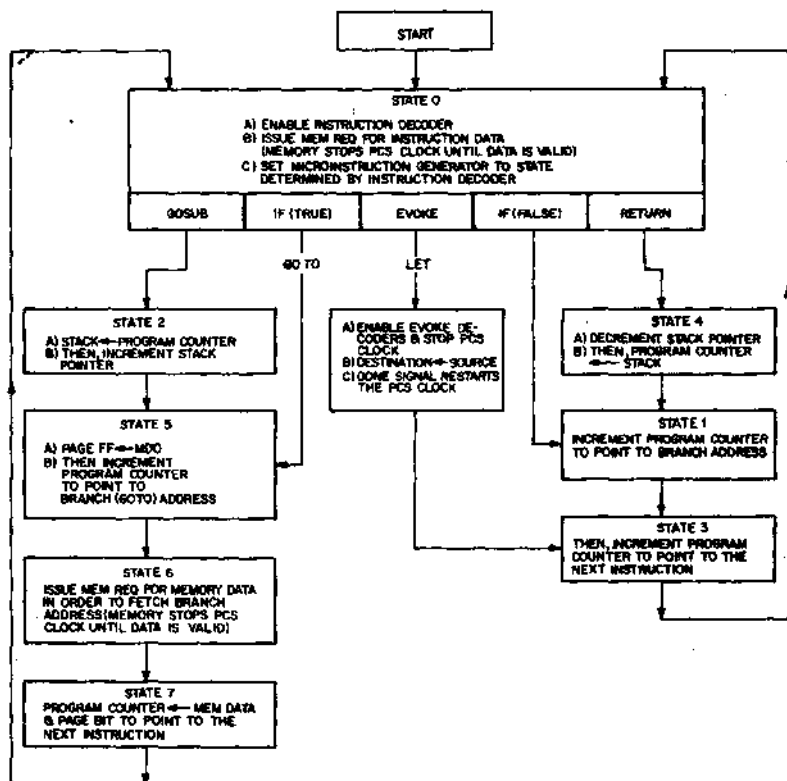 START
STATE 0
A) ENABLE INSTRUCTION DECODER
B) ISSUE MEM REQ FOR INSTRUCTION DATA
(MEMORY STOPS PCS CLOCK UNTIL DATA IS VALID)
C) SET MICROINSTRUCTION GENERATOR TO STATE
DETERMINED BY INSTRUCTION DECODER
GOSUB
IF (TRUE)
EVOKE
IF (FALSE)
RETURN
GO TO
LET
STATE 2
A) STACK ← PROGRAM COUNTER
B) THEN, INCREMENT STACK
POINTER
A) ENABLE EVOKE DE-
CODERS & STOP PCS
CLOCK
B) DESTINATION ← SOURCE
C) DONE SIGNAL RESTARTS
THE PCS CLOCK
STATE 4
A) DECREMENT STACK POINTER
B) THEN, PROGRAM COUNTER
← STACK
STATE 5
A) PAGE FF ← MDO
B) THEN INCREMENT
PROGRAM COUNTER
TO POINT TO
BRANCH (GOTO) ADDRESS
STATE 1
INCREMENT PROGRAM COUNTER
TO POINT TO BRANCH ADDRESS
STATE 3
THEN, INCREMENT PROGRAM
COUNTER TO POINT TO THE
NEXT INSTRUCTION
STATE 6
ISSUE MEM REQ FOR MEMORY DATA
IN ORDER TO FETCH BRANCH
ADDRESS (MEMORY STOPS PCS
CLOCK UNTIL DATA IS VALID)
STATE 7
PROGRAM COUNTER ← MEM DATA
& PAGE BIT TO POINT TO THE
NEXT INSTRUCTION